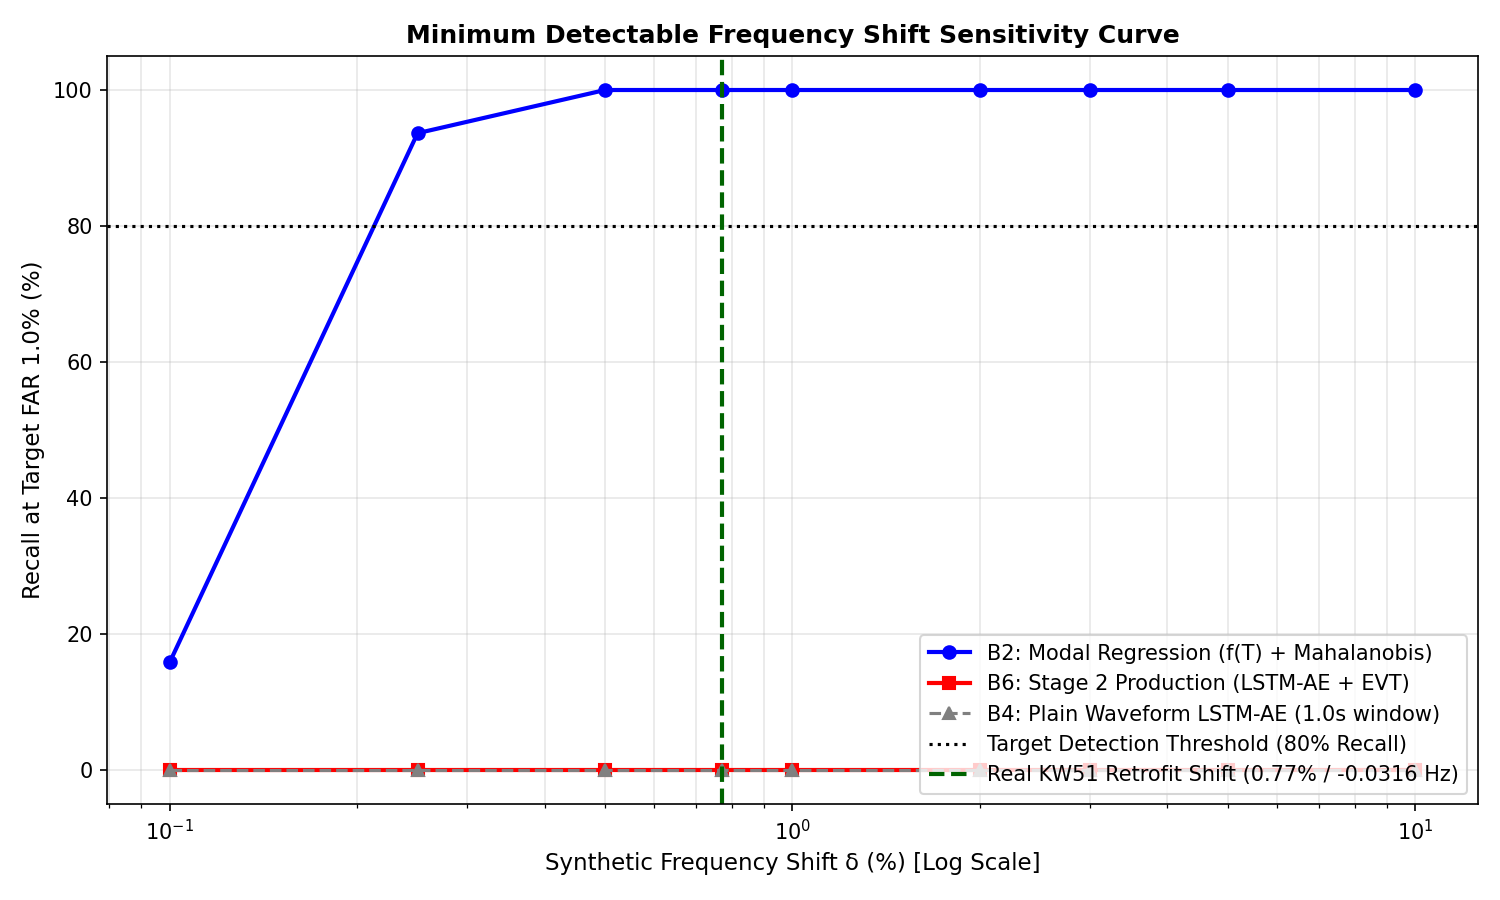 Minimum Detectable Frequency Shift Sensitivity Curve
Recall at Target FAR 1.0% (%)
100
80
60
40
20
0
B2: Modal Regression (f(T) + Mahalanobis)
B6: Stage 2 Production (LSTM-AE + EVT)
B4: Plain Waveform LSTM-AE (1.0s window)
Target Detection Threshold (80% Recall)
Real KW51 Retrofit Shift (0.77% / -0.0316 Hz)
10⁻¹ 10⁰ 10¹
Synthetic Frequency Shift δ (%) [Log Scale]